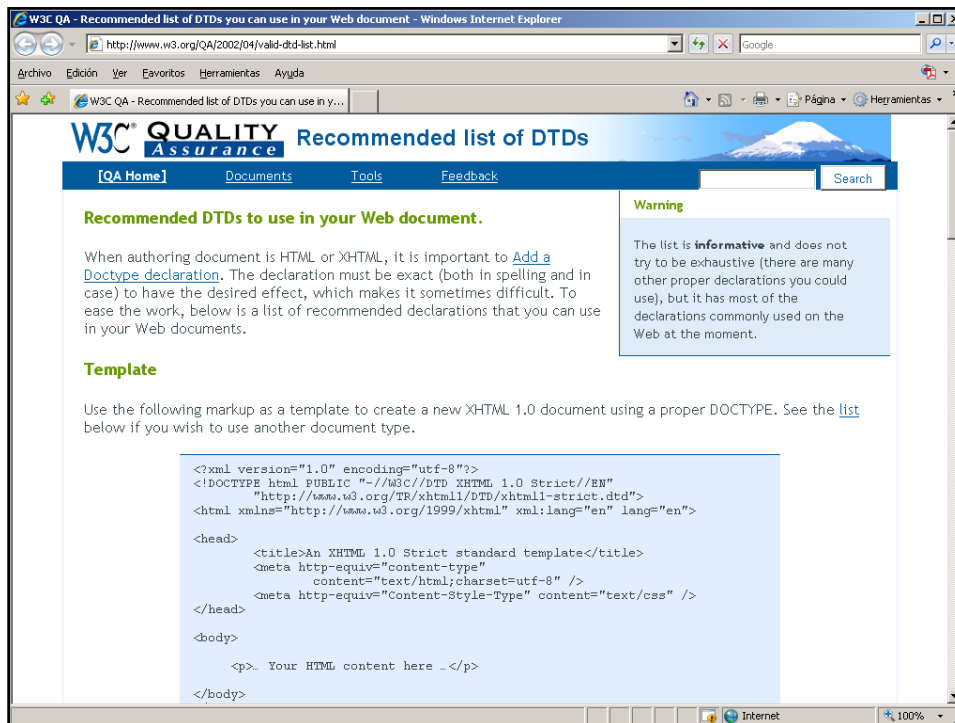 W3C QA - Recommended list of DTDs you can use in your Web document - Windows Internet Explorer
http://www.w3.org/QA/2002/04/valid-dtd-list.html
Google
Archivo Edición Ver Favoritos Herramientas Ayuda
W3C QA - Recommended list of DTDs you can use in y...
Página Herramientas
W3C® QUALITY Assurance Recommended list of DTDs
[QA Home] Documents Tools Feedback Search
Recommended DTDs to use in your Web document.
When authoring document is HTML or XHTML, it is important to Add a
Doctype declaration. The declaration must be exact (both in spelling and in
case) to have the desired effect, which makes it sometimes difficult. To
ease the work, below is a list of recommended declarations that you can use
in your Web documents.
Warning
The list is informative and does not
try to be exhaustive (there are many
other proper declarations you could
use), but it has most of the
declarations commonly used on the
Web at the moment.
Template
Use the following markup as a template to create a new XHTML 1.0 document using a proper DOCTYPE. See the list
below if you wish to use another document type.
<?xml version="1.0" encoding="utf-8"?>
<!DOCTYPE html PUBLIC "-//W3C//DTD XHTML 1.0 Strict//EN"
"http://www.w3.org/TR/xhtml1/DTD/xhtml1-strict.dtd">
<html xmlns="http://www.w3.org/1999/xhtml" xml:lang="en" lang="en">
<head>
<title>An XHTML 1.0 Strict standard template</title>
<meta http-equiv="content-type"
content="text/html;charset=utf-8" />
<meta http-equiv="Content-Style-Type" content="text/css" />
</head>
<body>
<p>… Your HTML content here …</p>
</body>
Internet 100%